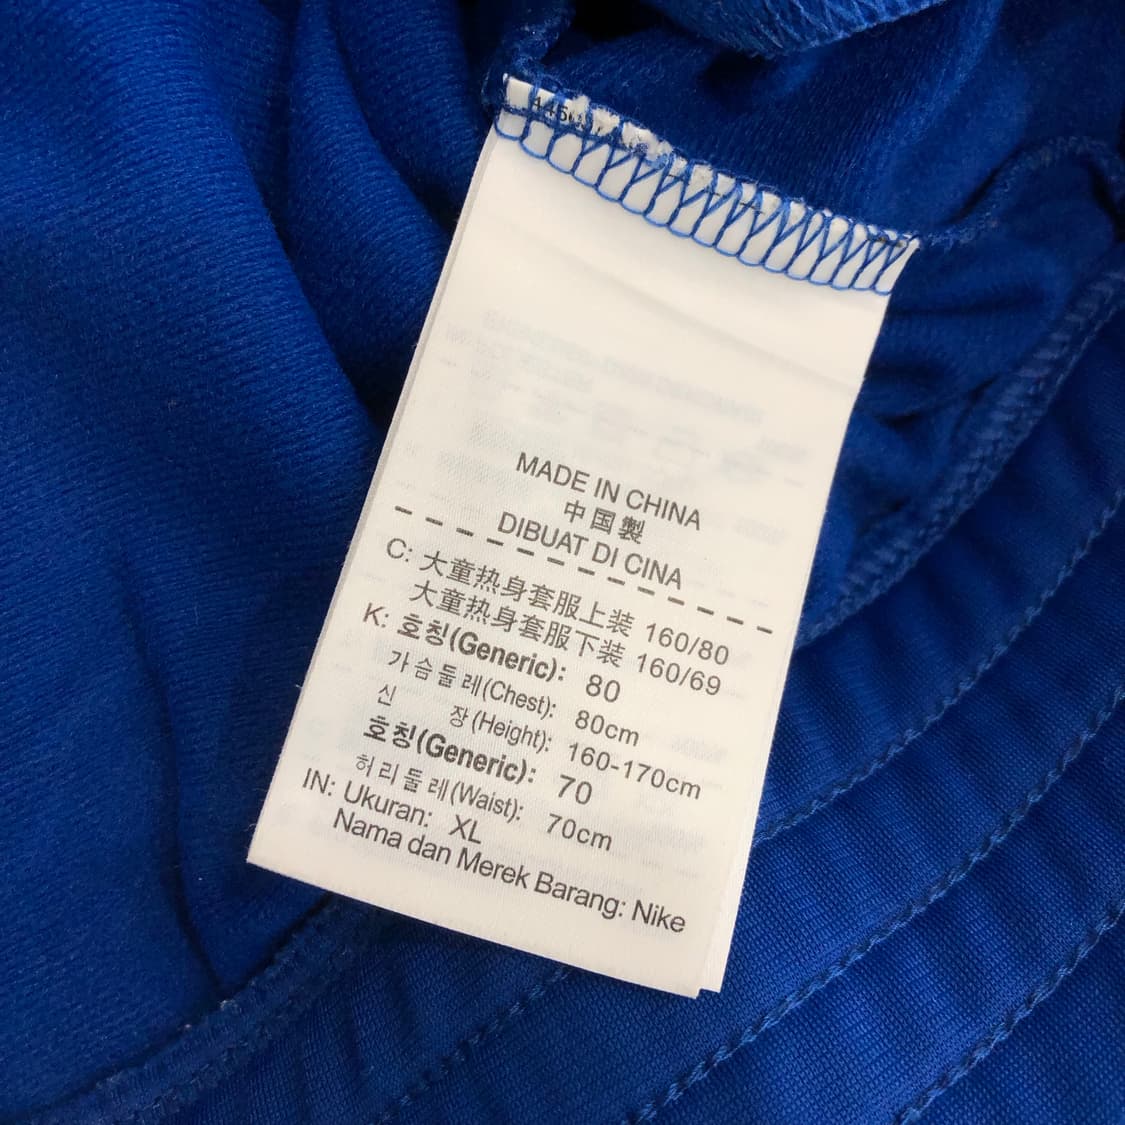 MADE IN CHINA
中国製
DIBUAT DI CINA
C: 大童热身套服上装 160/80
大童热身套服下装 160/69
K: 호칭(Generic): 80
가슴둘레(Chest): 80cm
신 장(Height): 160-170cm
호칭(Generic): 70
허리둘레(Waist): 70cm
IN: Ukuran: XL
Nama dan Merek Barang: Nike